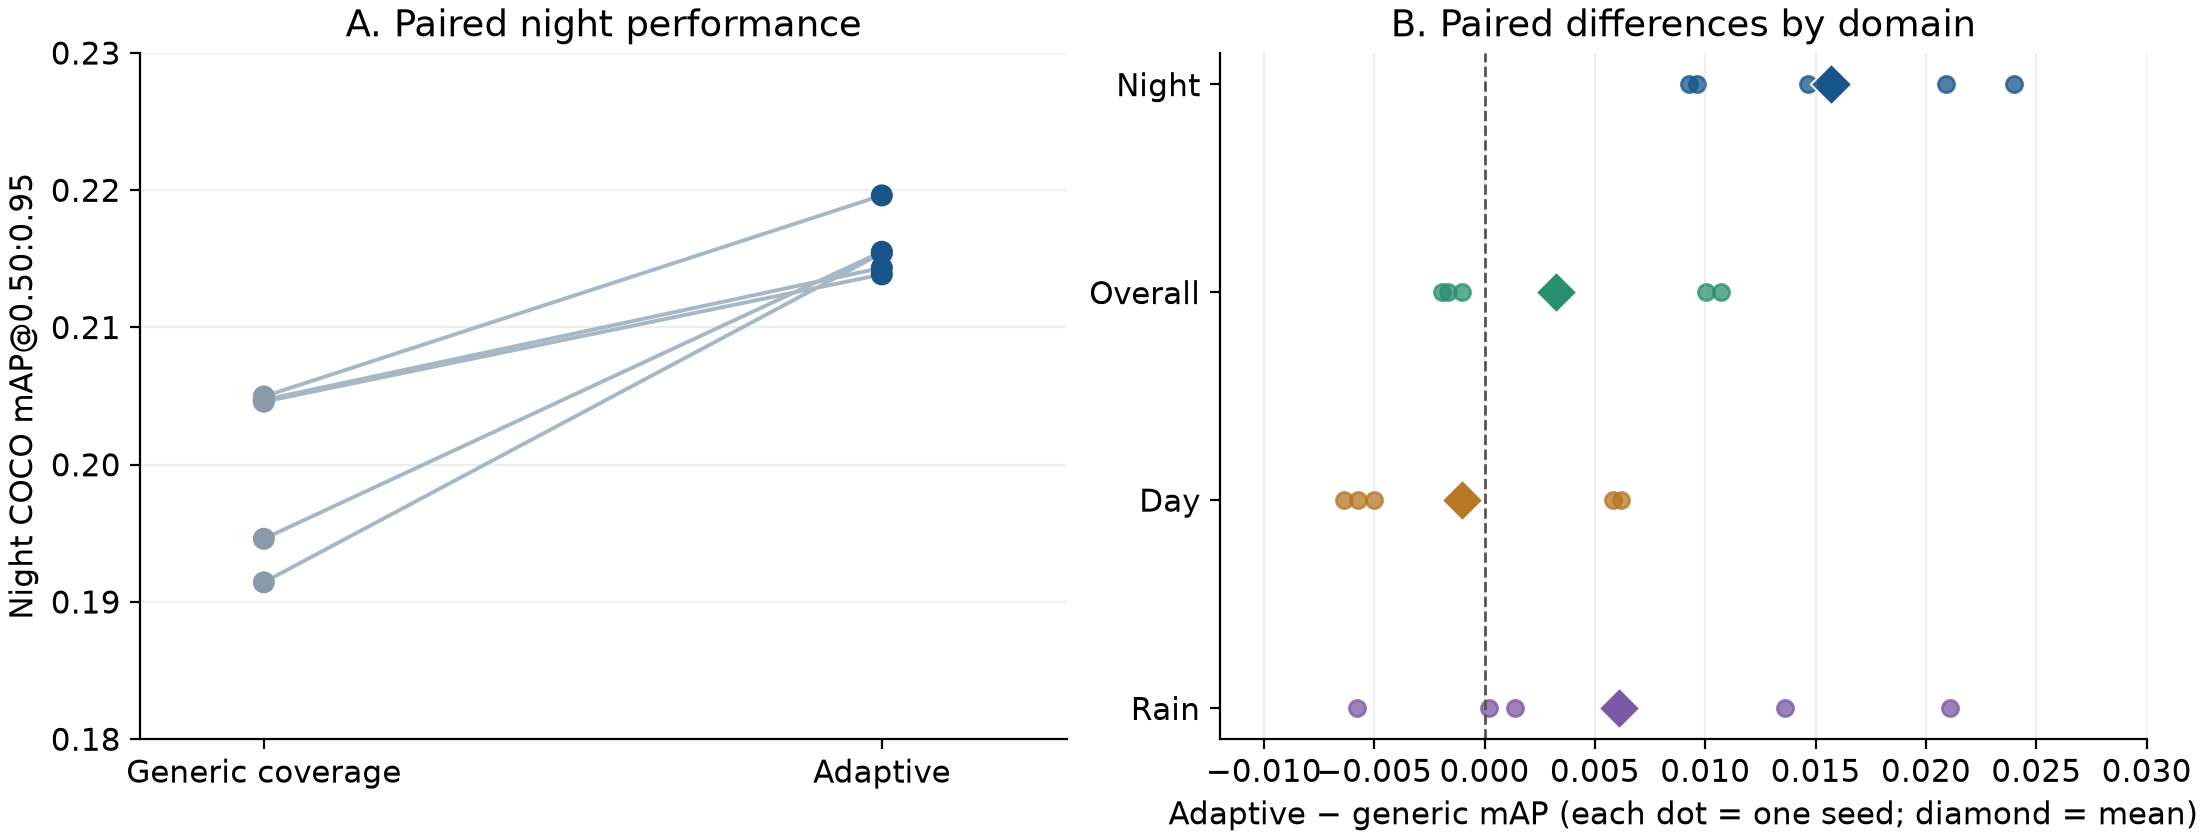 A. Paired night performance
Night COCO mAP@0.50:0.95
0.23
0.22
0.21
0.20
0.19
0.18
Generic coverage
Adaptive
B. Paired differences by domain
Night
Overall
Day
Rain
−0.010
−0.005
0.000
0.005
0.010
0.015
0.020
0.025
0.030
Adaptive − generic mAP (each dot = one seed; diamond = mean)